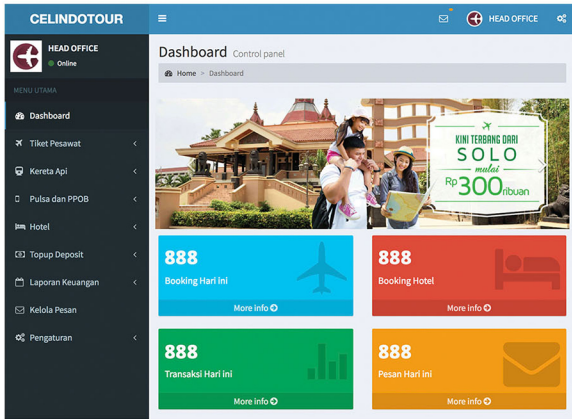 CELINDOTOUR
HEAD OFFICE
HEAD OFFICE
Online
MENU UTAMA
Dashboard
Tiket Pesawat
Kereta Api
Pulsa dan PPOB
Hotel
Topup Deposit
Laporan Keuangan
Kelola Pesan
Pengaturan
Dashboard Control panel
Home > Dashboard
KINI TERBANG DARI
SOLO
mulai
Rp 300 ribuan
888
Booking Hari ini
More info
888
Booking Hotel
More info
888
Transaksi Hari ini
More info
888
Pesan Hari ini
More info